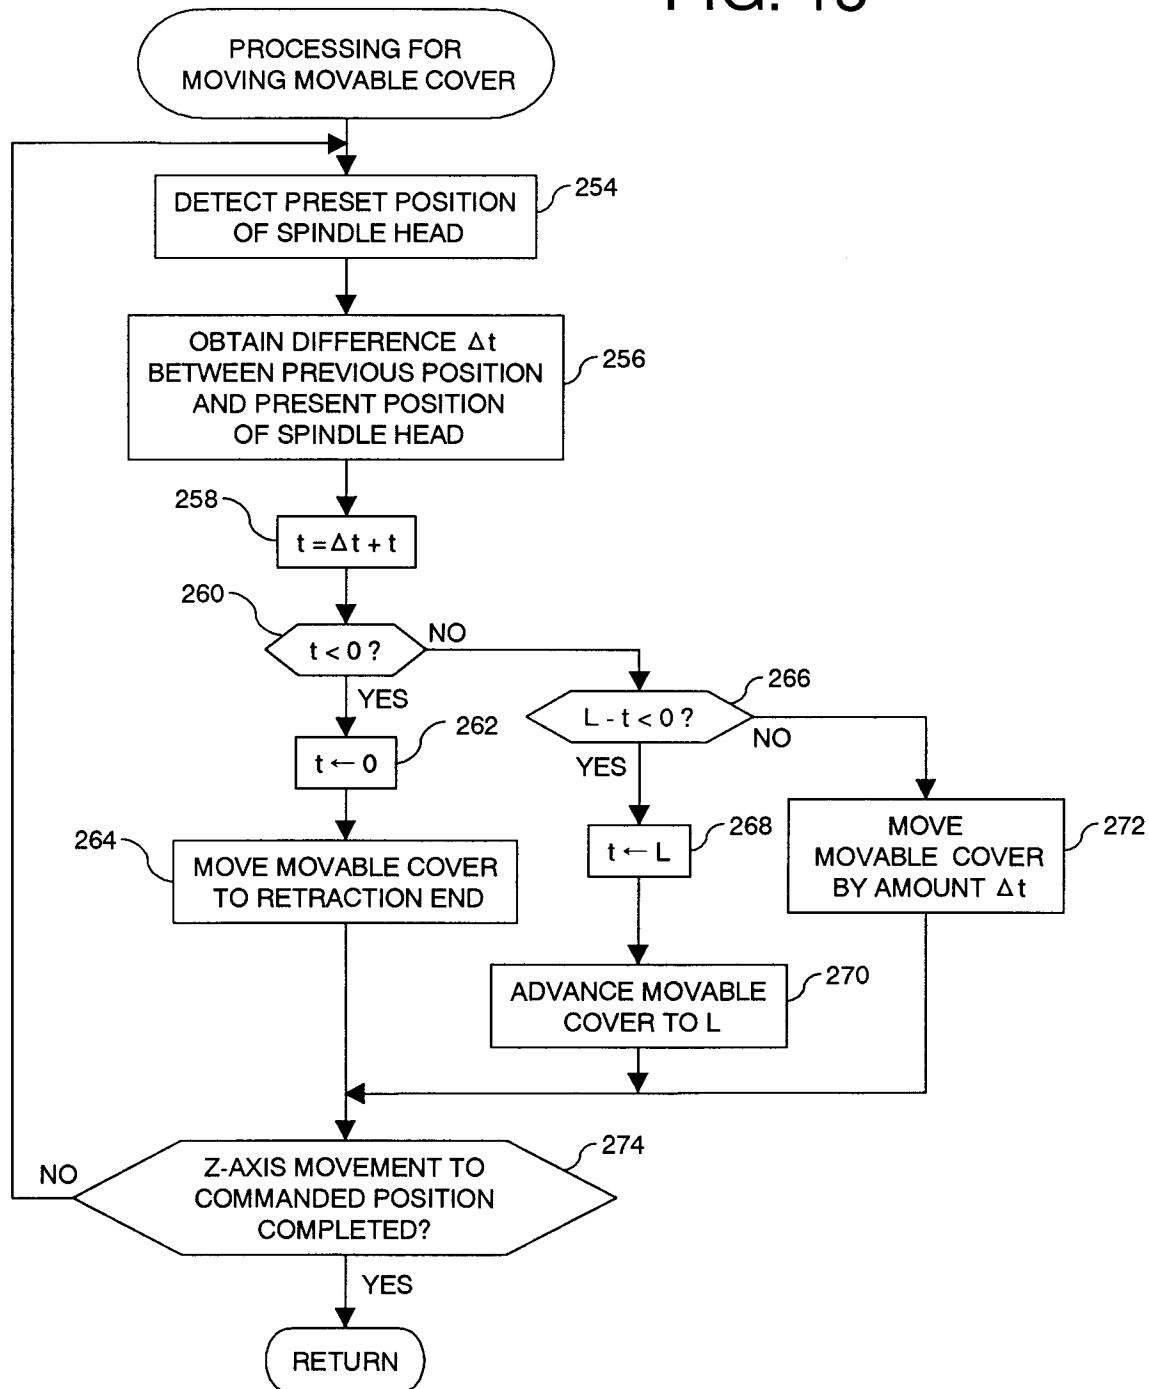 PROCESSING FOR
MOVING MOVABLE COVER
DETECT PRESET POSITION
OF SPINDLE HEAD
254
OBTAIN DIFFERENCE Δt
BETWEEN PREVIOUS POSITION
AND PRESENT POSITION
OF SPINDLE HEAD
256
258
t = Δt + t
260
t < 0 ?
NO
YES
266
L - t < 0 ?
NO
YES
262
t ← 0
264
MOVE MOVABLE COVER
TO RETRACTION END
268
t ← L
MOVE
MOVABLE COVER
BY AMOUNT Δt
272
ADVANCE MOVABLE
COVER TO L
270
274
Z-AXIS MOVEMENT TO
COMMANDED POSITION
COMPLETED?
NO
YES
RETURN